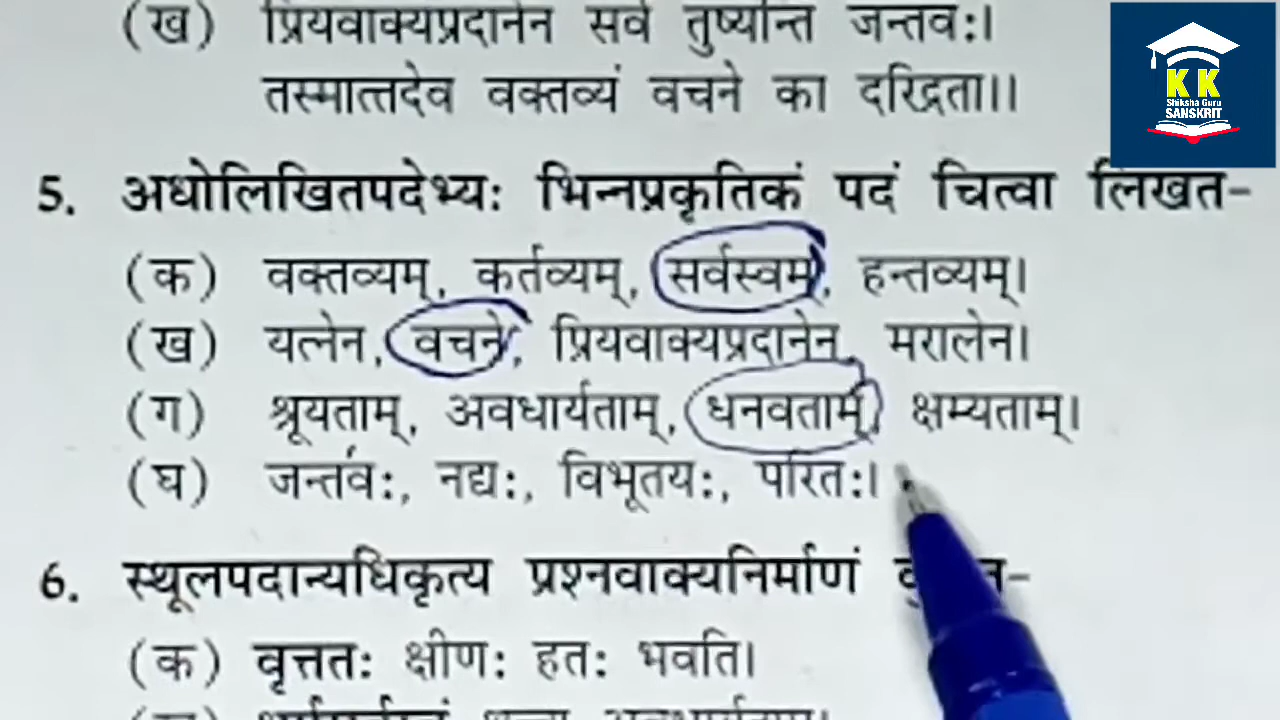 (ख) प्रियवाक्यप्रदानेन सर्वे तुष्यन्ति जन्तवः।
तस्मात्तदेव वक्तव्यं वचने का दरिद्रता।।
K K
Shiksha Guru
SANSKRIT
5. अधोलिखितपदेभ्यः भिन्नप्रकृतिकं पदं चित्वा लिखत-
(क) वक्तव्यम्, कर्तव्यम्, सर्वस्वम्, हन्तव्यम्।
(ख) यत्नेन, वचने, प्रियवाक्यप्रदानेन, मरालेन।
(ग) श्रूयताम्, अवधार्यताम्, धनवताम्, क्षम्यताम्।
(घ) जन्तवः, नद्यः, विभूतयः, परितः।
6. स्थूलपदान्यधिकृत्य प्रश्नवाक्यनिर्माणं
(क) वृत्ततः क्षीणः हतः भवति।